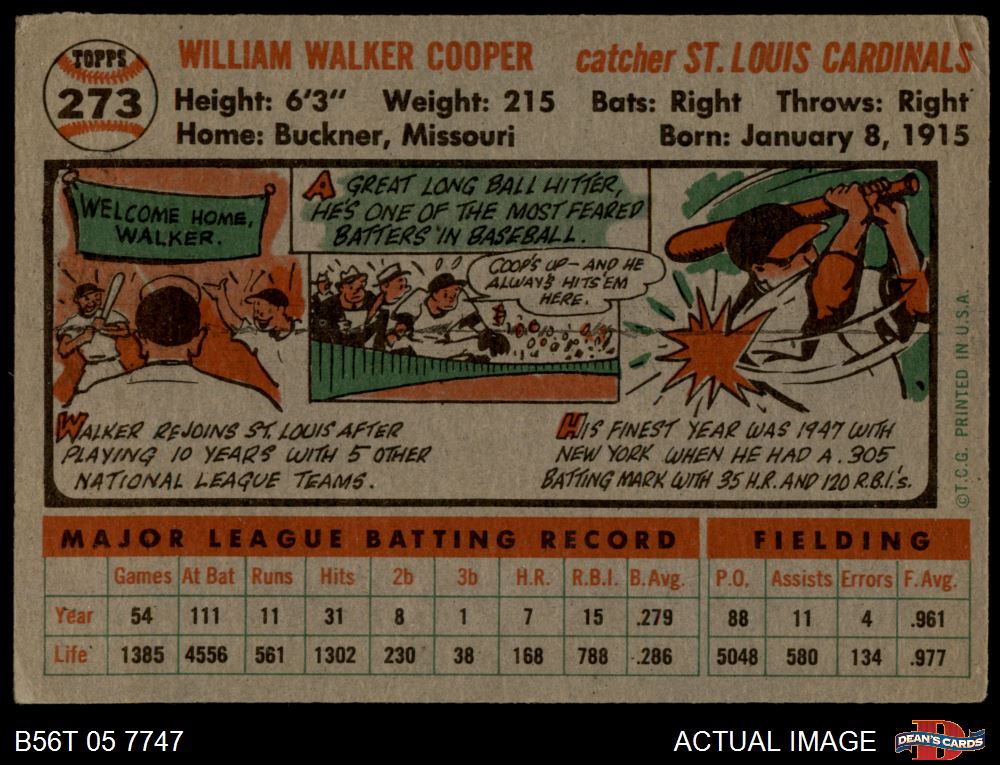 TOPPS
273
WILLIAM WALKER COOPER catcher ST. LOUIS CARDINALS
Height: 6'3" Weight: 215 Bats: Right Throws: Right
Home: Buckner, Missouri Born: January 8, 1915
WELCOME HOME,
WALKER.
A GREAT LONG BALL HITTER,
HE'S ONE OF THE MOST FEARED
BATTERS IN BASEBALL.
COOP'S UP— AND HE
ALWAYS HITS 'EM
HERE.
WALKER REJOINS ST. LOUIS AFTER
PLAYING 10 YEARS WITH 5 OTHER
NATIONAL LEAGUE TEAMS.
HIS FINEST YEAR WAS 1947 WITH
NEW YORK WHEN HE HAD A .305
BATTING MARK WITH 35 H.R. AND 120 R.B.I.'s.
©T.C.G. PRINTED IN U.S.A.
MAJOR LEAGUE BATTING RECORD FIELDING
Games At Bat Runs Hits 2b 3b H.R. R.B.I. B.Avg. P.O. Assists Errors F.Avg.
Year 54 111 11 31 8 1 7 15 .279 88 11 4 .961
Life 1385 4556 561 1302 230 38 168 788 .286 5048 580 134 .977
B56T 05 7747 ACTUAL IMAGE DEAN'S CARDS